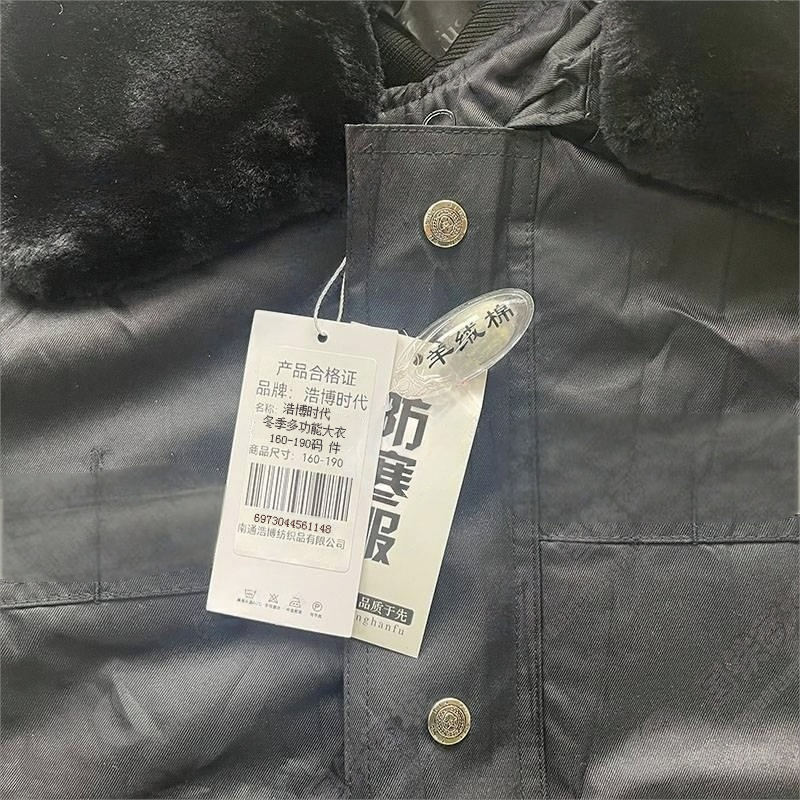 产品合格证
品牌：浩博时代
名称：浩博时代
冬季多功能大衣
160-190码 件
商品尺寸：160-190
6973044561148
南通浩博纺织品有限公司
羊绒棉
防寒服
品质于先